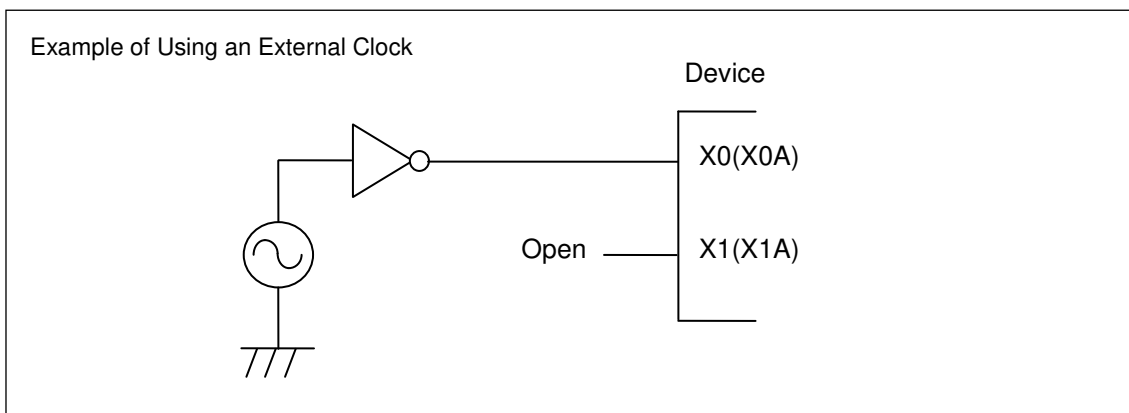 Example of Using an External Clock
Device
X0(X0A)
Open
X1(X1A)